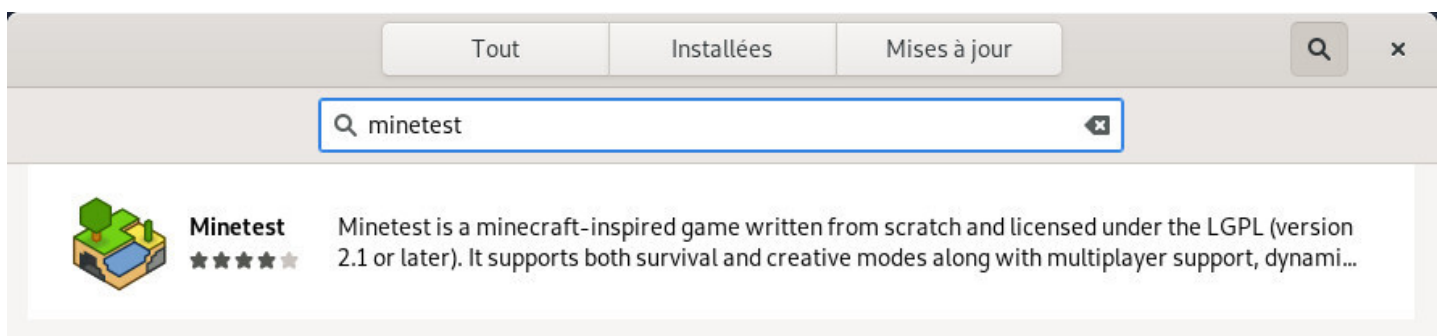 Tout
Installées
Mises à jour
minetest
Minetest
Minetest is a minecraft-inspired game written from scratch and licensed under the LGPL (version
2.1 or later). It supports both survival and creative modes along with multiplayer support, dynami...